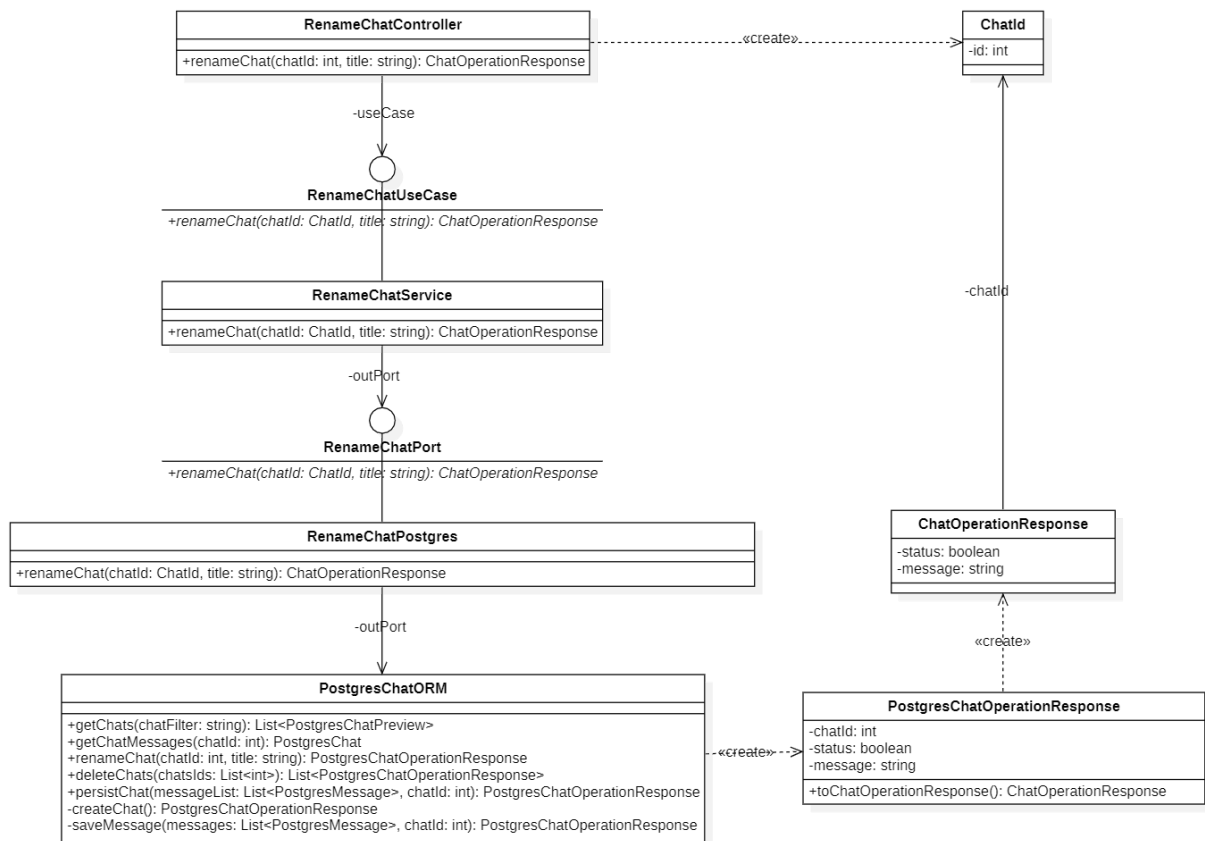 RenameChatController
+renameChat(chatId: int, title: string): ChatOperationResponse
«create»
ChatId
-id: int
-useCase
RenameChatUseCase
+renameChat(chatId: ChatId, title: string): ChatOperationResponse
RenameChatService
+renameChat(chatId: ChatId, title: string): ChatOperationResponse
-chatId
-outPort
RenameChatPort
+renameChat(chatId: ChatId, title: string): ChatOperationResponse
RenameChatPostgres
+renameChat(chatId: ChatId, title: string): ChatOperationResponse
ChatOperationResponse
-status: boolean
-message: string
-outPort
«create»
PostgresChatORM
+getChats(chatFilter: string): List<PostgresChatPreview>
+getChatMessages(chatId: int): PostgresChat
+renameChat(chatId: int, title: string): PostgresChatOperationResponse
+deleteChats(chatsIds: List<int>): List<PostgresChatOperationResponse>
+persistChat(messageList: List<PostgresMessage>, chatId: int): PostgresChatOperationResponse
-createChat(): PostgresChatOperationResponse
-saveMessage(messages: List<PostgresMessage>, chatId: int): PostgresChatOperationResponse
«create»
PostgresChatOperationResponse
-chatId: int
-status: boolean
-message: string
+toChatOperationResponse(): ChatOperationResponse